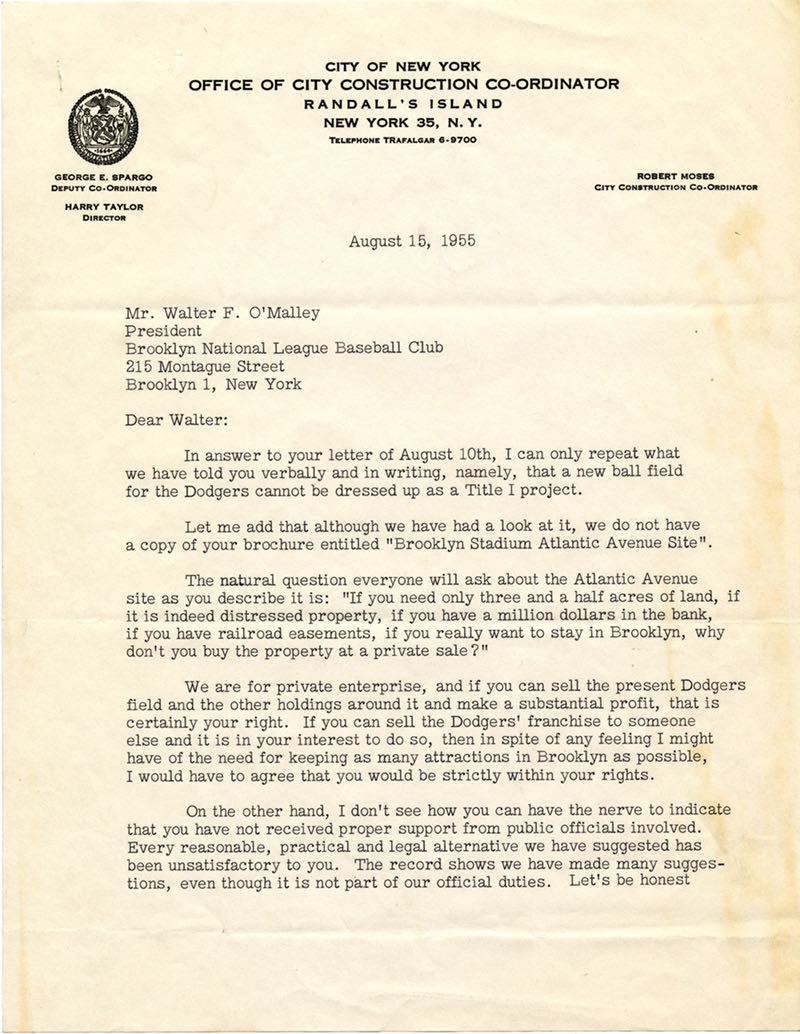 CITY OF NEW YORK
OFFICE OF CITY CONSTRUCTION CO-ORDINATOR
RANDALL'S ISLAND
NEW YORK 35, N. Y.
TELEPHONE TRAFALGAR 6-9700
GEORGE E. SPARGO
DEPUTY CO-ORDINATOR
HARRY TAYLOR
DIRECTOR
ROBERT MOSES
CITY CONSTRUCTION CO-ORDINATOR
August 15, 1955
Mr. Walter F. O'Malley
President
Brooklyn National League Baseball Club
215 Montague Street
Brooklyn 1, New York
Dear Walter:
In answer to your letter of August 10th, I can only repeat what
we have told you verbally and in writing, namely, that a new ball field
for the Dodgers cannot be dressed up as a Title I project.
Let me add that although we have had a look at it, we do not have
a copy of your brochure entitled "Brooklyn Stadium Atlantic Avenue Site".
The natural question everyone will ask about the Atlantic Avenue
site as you describe it is: "If you need only three and a half acres of land, if
it is indeed distressed property, if you have a million dollars in the bank,
if you have railroad easements, if you really want to stay in Brooklyn, why
don't you buy the property at a private sale?"
We are for private enterprise, and if you can sell the present Dodgers
field and the other holdings around it and make a substantial profit, that is
certainly your right. If you can sell the Dodgers' franchise to someone
else and it is in your interest to do so, then in spite of any feeling I might
have of the need for keeping as many attractions in Brooklyn as possible,
I would have to agree that you would be strictly within your rights.
On the other hand, I don't see how you can have the nerve to indicate
that you have not received proper support from public officials involved.
Every reasonable, practical and legal alternative we have suggested has
been unsatisfactory to you. The record shows we have made many sugges-
tions, even though it is not part of our official duties. Let's be honest